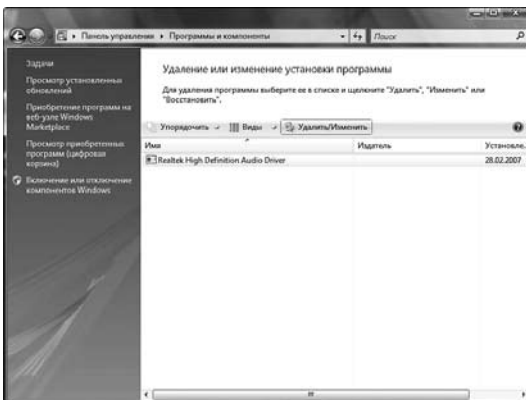 Панель управления ▸ Программы и компоненты
Поиск
Задачи
Просмотр установленных
обновлений
Приобретение программ на
веб-узле Windows
Marketplace
Просмотр приобретенных
программ (цифровая
корзина)
Включение или отключение
компонентов Windows
Удаление или изменение установки программы
Для удаления программы выберите ее в списке и щелкните "Удалить", "Изменить" или
"Восстановить".
Упорядочить
Виды
Удалить/Изменить
Имя
Издатель
Установле...
Realtek High Definition Audio Driver
28.02.2007